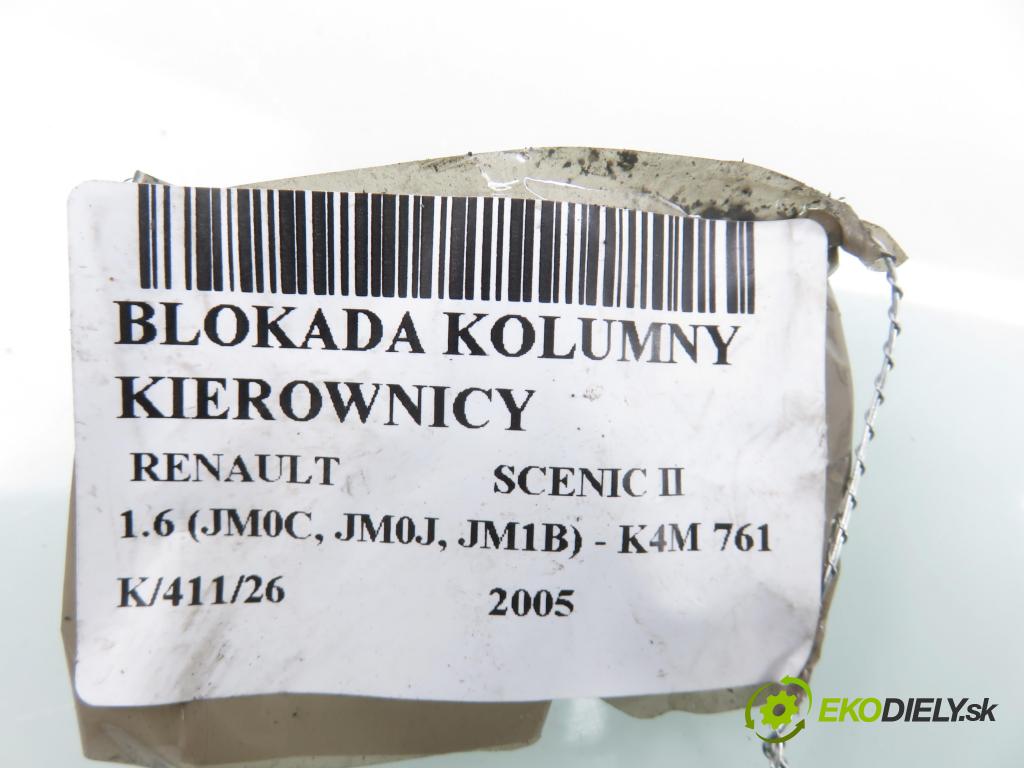 BLOKADA KOLUMNY
KIEROWNICY
RENAULT SCENIC II
1.6 (JM0C, JM0J, JM1B) - K4M 761
K/411/26 2005
EKODIELY.sk